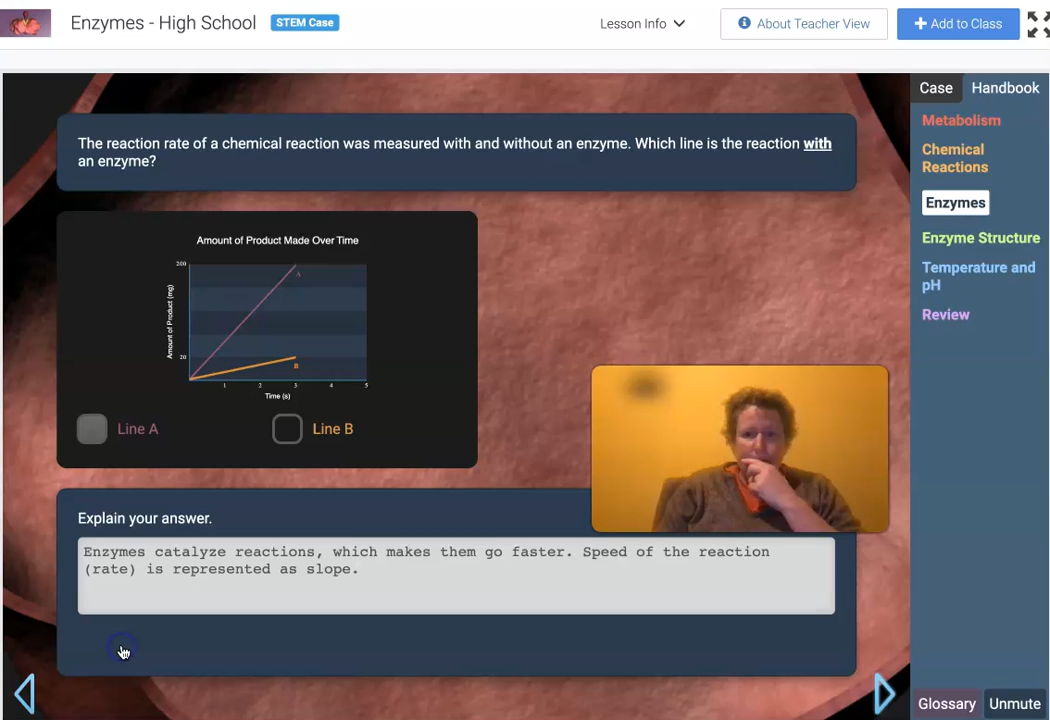 Enzymes - High School
STEM Case
Lesson Info
About Teacher View
Add to Class
The reaction rate of a chemical reaction was measured with and without an enzyme. Which line is the reaction with
an enzyme?
Amount of Product Made Over Time
200
A
Amount of Product (mg)
20
B
1 2 3 4 5
Time (s)
Line A
Line B
Explain your answer.
Enzymes catalyze reactions, which makes them go faster. Speed of the reaction
(rate) is represented as slope.
Case
Handbook
Metabolism
Chemical
Reactions
Enzymes
Enzyme Structure
Temperature and
pH
Review
Glossary
Unmute